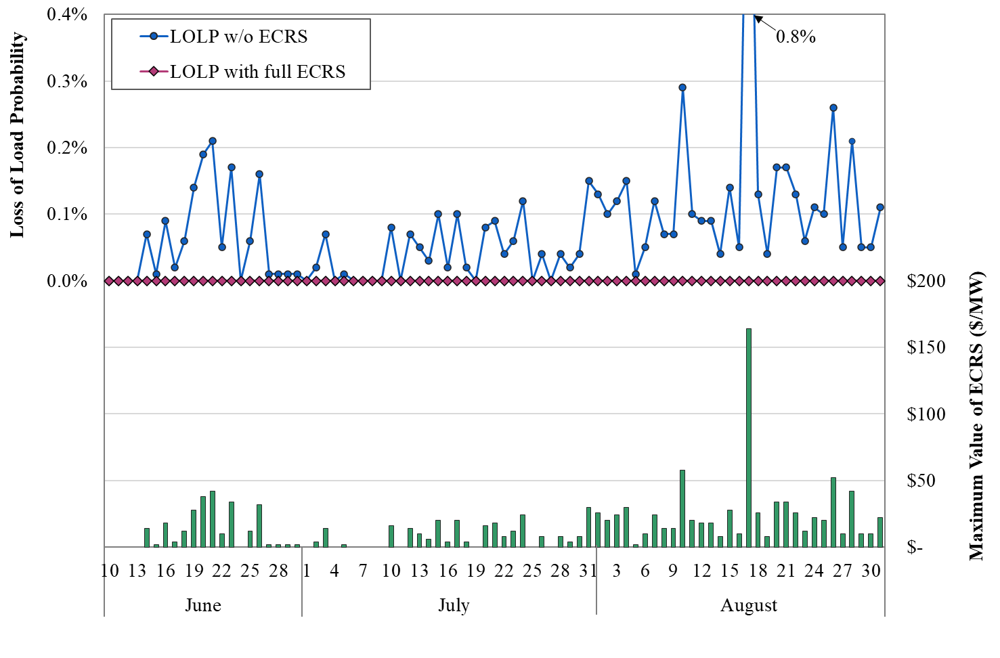 0.4%
LOLP w/o ECRS
0.8%
LOLP with full ECRS
0.3%
0.2%
0.1%
0.0%
Loss of Load Probability
$200
$150
$100
$50
$-
Maximum Value of ECRS ($/MW)
10 13 16 19 22 25 28 1 4 7 10 13 16 19 22 25 28 31 3 6 9 12 15 18 21 24 27 30
June July August